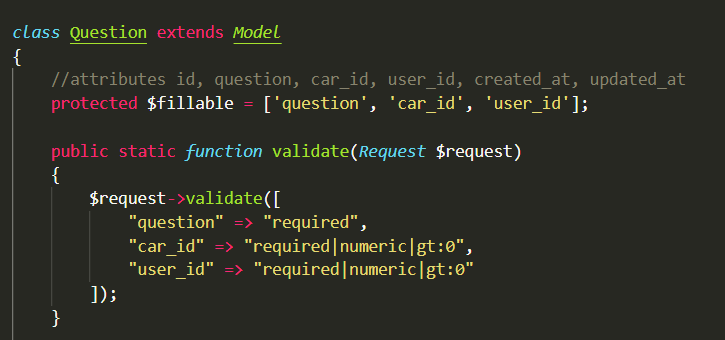 class Question extends Model
{
//attributes id, question, car_id, user_id, created_at, updated_at
protected $fillable = ['question', 'car_id', 'user_id'];
public static function validate(Request $request)
{
$request->validate([
"question" => "required",
"car_id" => "required|numeric|gt:0",
"user_id" => "required|numeric|gt:0"
]);
}